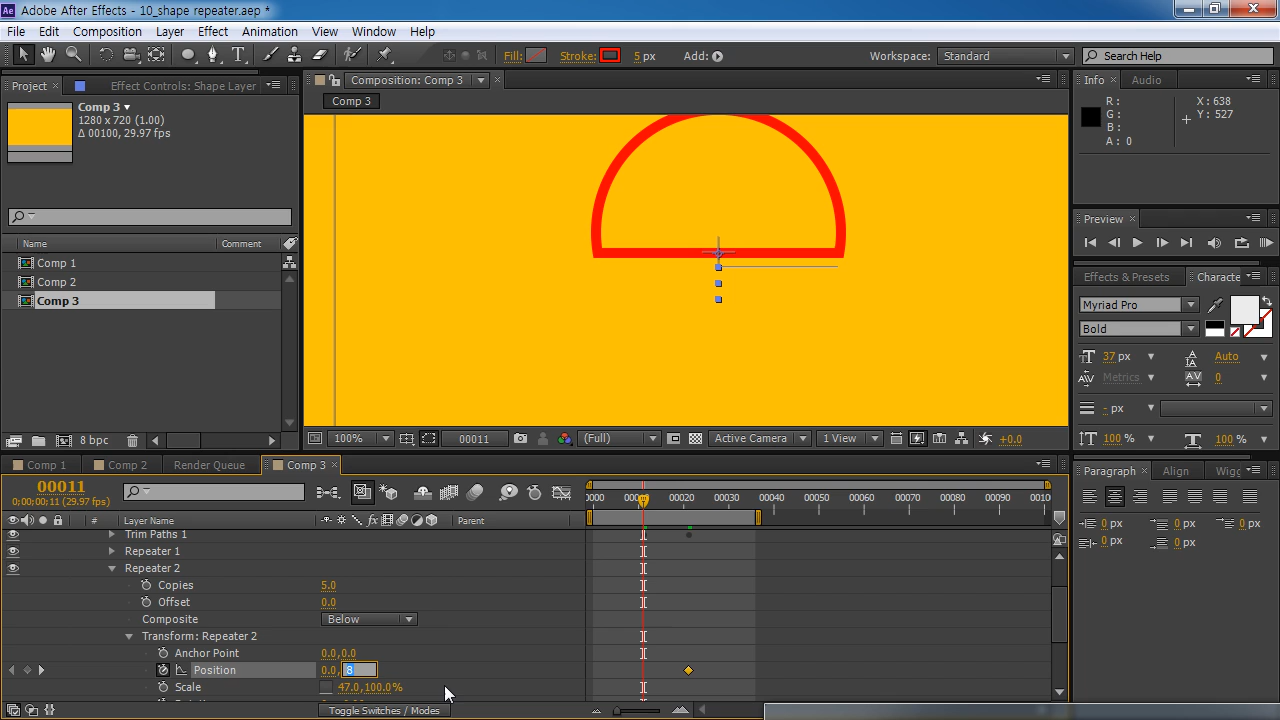 Adobe After Effects - 10_shape repeater.aep *
File Edit Composition Layer Effect Animation View Window Help
Fill: Stroke: 5 px Add: Workspace: Standard Search Help
Project Effect Controls: Shape Layer
Comp 3
1280 x 720 (1.00)
Δ 00100, 29.97 fps
Name Comment
Comp 1
Comp 2
Comp 3
8 bpc
Composition: Comp 3
Comp 3
100% 00011 (Full) Active Camera 1 View +0.0
Info Audio
R : X : 638
G : Y : 527
B :
A : 0
Preview
Effects & Presets Characte
Myriad Pro
Bold
37 px Auto
Metrics 0
- px
100 % 100 %
Paragraph Align Wigg
0 px 0 px 0 px
0 px 0 px
Comp 1 Comp 2 Render Queue Comp 3
00011
0;00;00;11 (29.97 fps)
# Layer Name Parent
0000 00020 00030 00040 00050 00060 00070 00080 00090 0010
Trim Paths 1
Repeater 1
Repeater 2
Copies 5.0
Offset 0.0
Composite Below
Transform: Repeater 2
Anchor Point 0.0,0.0
Position 0.0, 8
Scale 47.0,100.0%
Toggle Switches / Modes